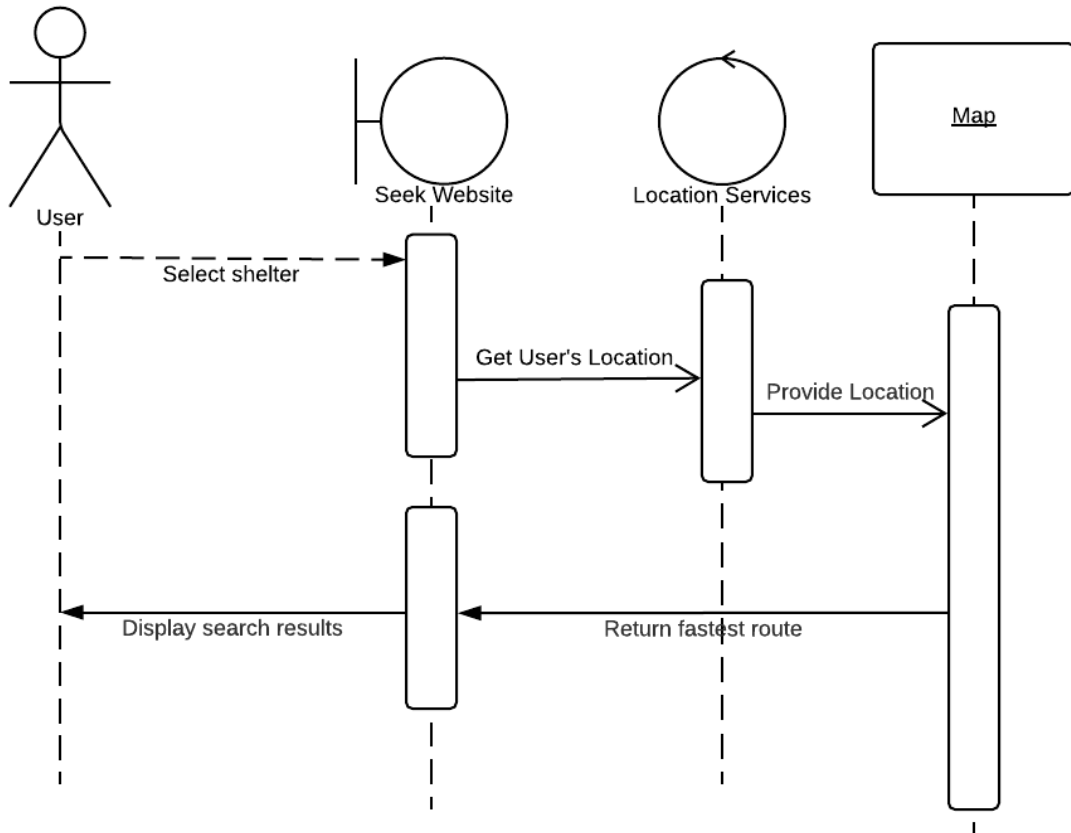 Map
Seek Website
Location Services
User
Select shelter
Get User's Location
Provide Location
Display search results
Return fastest route